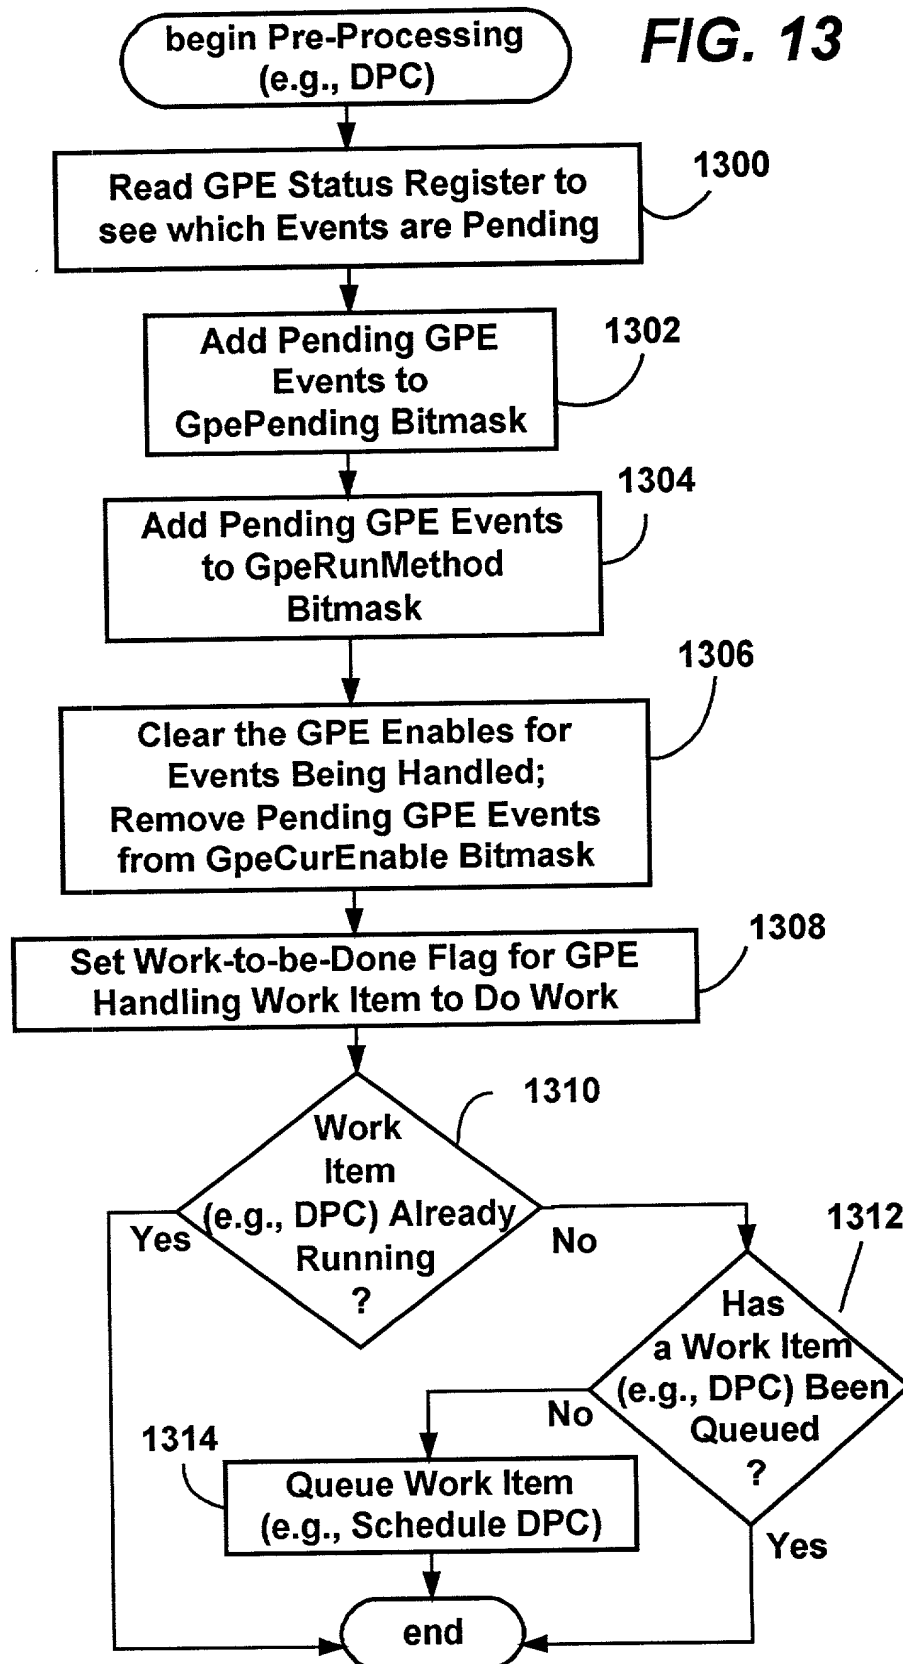 begin Pre-Processing
(e.g., DPC)
FIG. 13
Read GPE Status Register to
see which Events are Pending
1300
Add Pending GPE
Events to
GpePending Bitmask
1302
Add Pending GPE Events
to GpeRunMethod
Bitmask
1304
Clear the GPE Enables for
Events Being Handled;
Remove Pending GPE Events
from GpeCurEnable Bitmask
1306
Set Work-to-be-Done Flag for GPE
Handling Work Item to Do Work
1308
Work
Item
(e.g., DPC) Already
Running
?
1310
Yes
No
Has
a Work Item
(e.g., DPC) Been
Queued
?
1312
No
Yes
1314
Queue Work Item
(e.g., Schedule DPC)
end